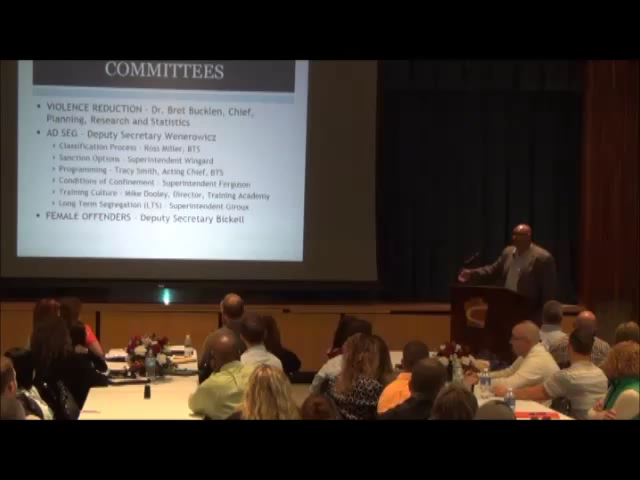 COMMITTEES
• VIOLENCE REDUCTION – Dr. Bret Bucklen, Chief,
Planning, Research and Statistics
• AD SEG – Deputy Secretary Wenerowicz
› Classification Process – Ross Miller, BTS
› Sanction Options – Superintendent Wingard
› Programming – Tracy Smith, Acting Chief, BTS
› Conditions of Confinement – Superintendent Ferguson
› Training Culture – Mike Dooley, Director, Training Academy
› Long Term Segregation (LTS) – Superintendent Giroux
• FEMALE OFFENDERS – Deputy Secretary Bickell